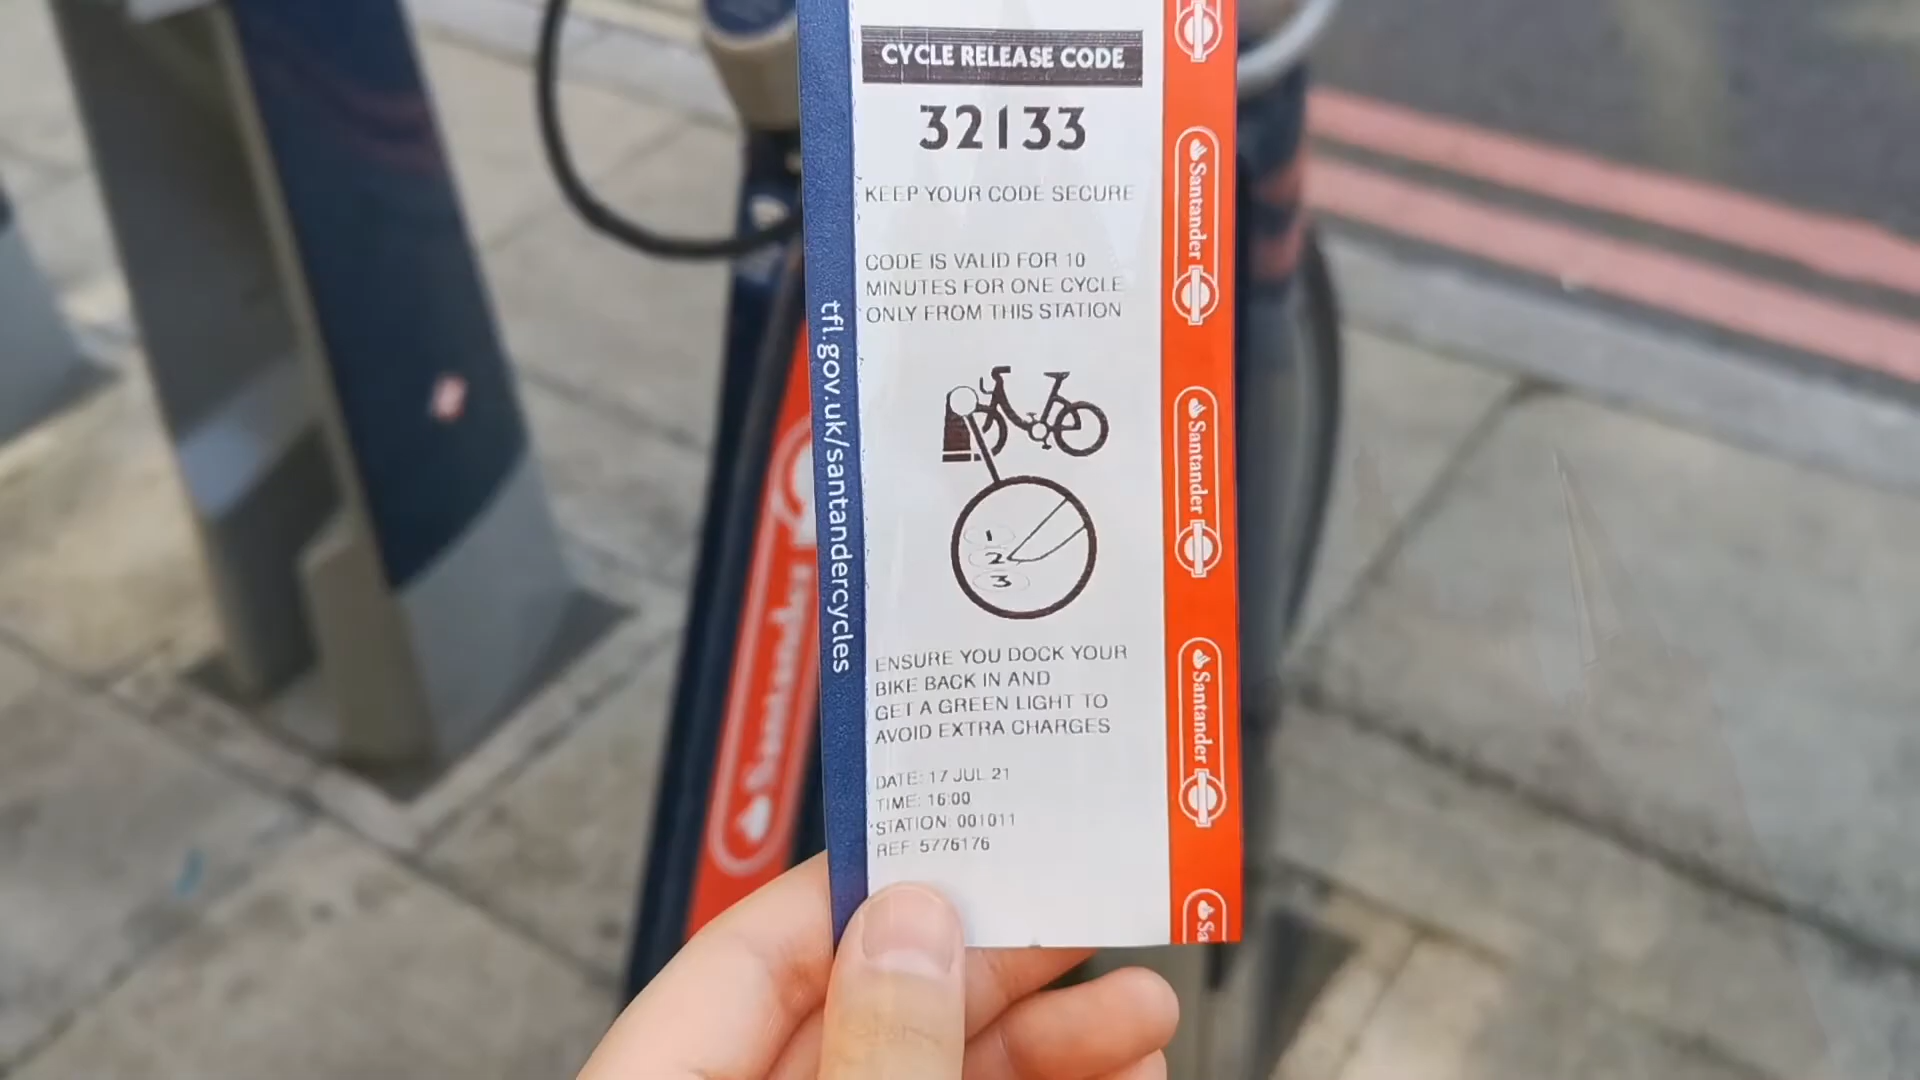 CYCLE RELEASE CODE
32133
KEEP YOUR CODE SECURE
CODE IS VALID FOR 10
MINUTES FOR ONE CYCLE
ONLY FROM THIS STATION
1
2
3
ENSURE YOU DOCK YOUR
BIKE BACK IN AND
GET A GREEN LIGHT TO
AVOID EXTRA CHARGES
DATE: 17 JUL 21
TIME: 16:00
STATION: 001011
REF: 5776176
tfl.gov.uk/santandercycles
Santander
Santander
Santander
Sa
Santander